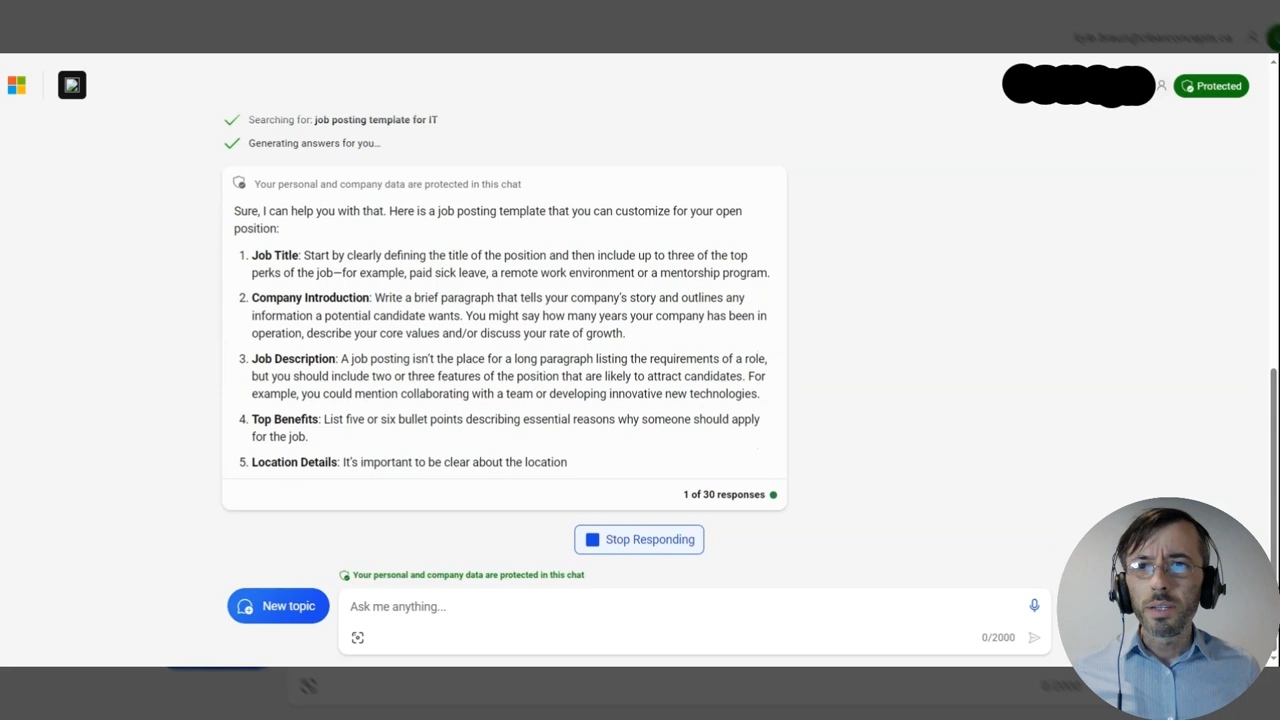 Protected
Searching for: job posting template for IT
Generating answers for you…
Your personal and company data are protected in this chat
Sure, I can help you with that. Here is a job posting template that you can customize for your open
position:
1. Job Title: Start by clearly defining the title of the position and then include up to three of the top
perks of the job—for example, paid sick leave, a remote work environment or a mentorship program.
2. Company Introduction: Write a brief paragraph that tells your company's story and outlines any
information a potential candidate wants. You might say how many years your company has been in
operation, describe your core values and/or discuss your rate of growth.
3. Job Description: A job posting isn't the place for a long paragraph listing the requirements of a role,
but you should include two or three features of the position that are likely to attract candidates. For
example, you could mention collaborating with a team or developing innovative new technologies.
4. Top Benefits: List five or six bullet points describing essential reasons why someone should apply
for the job.
5. Location Details: It's important to be clear about the location
1 of 30 responses
Stop Responding
Your personal and company data are protected in this chat
New topic
Ask me anything...
0/2000